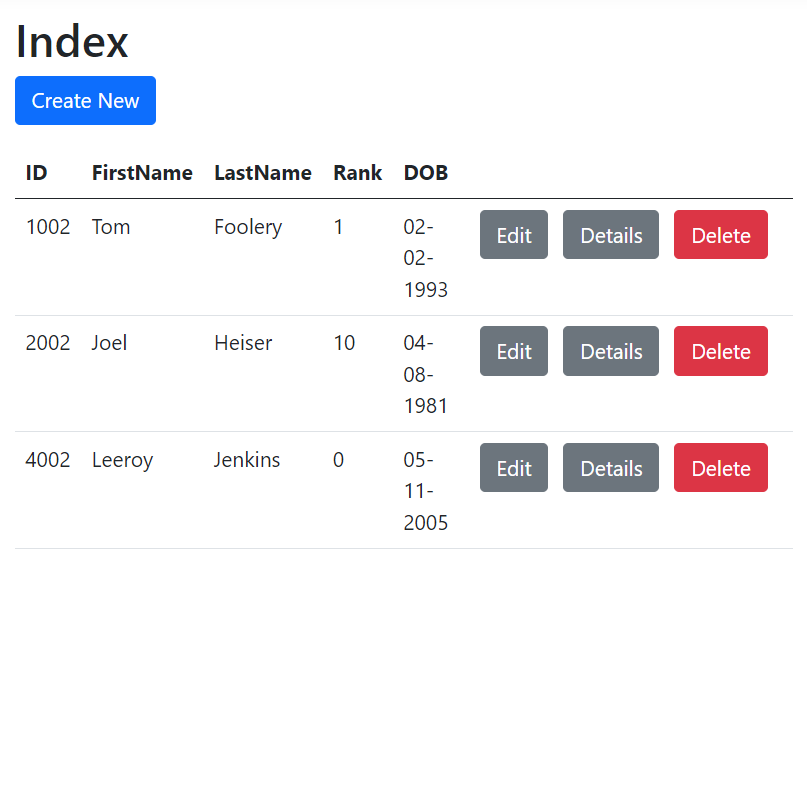 Index
Create New
ID FirstName LastName Rank DOB
1002 Tom Foolery 1 02-
02-
1993 Edit Details Delete
2002 Joel Heiser 10 04-
08-
1981 Edit Details Delete
4002 Leeroy Jenkins 0 05-
11-
2005 Edit Details Delete